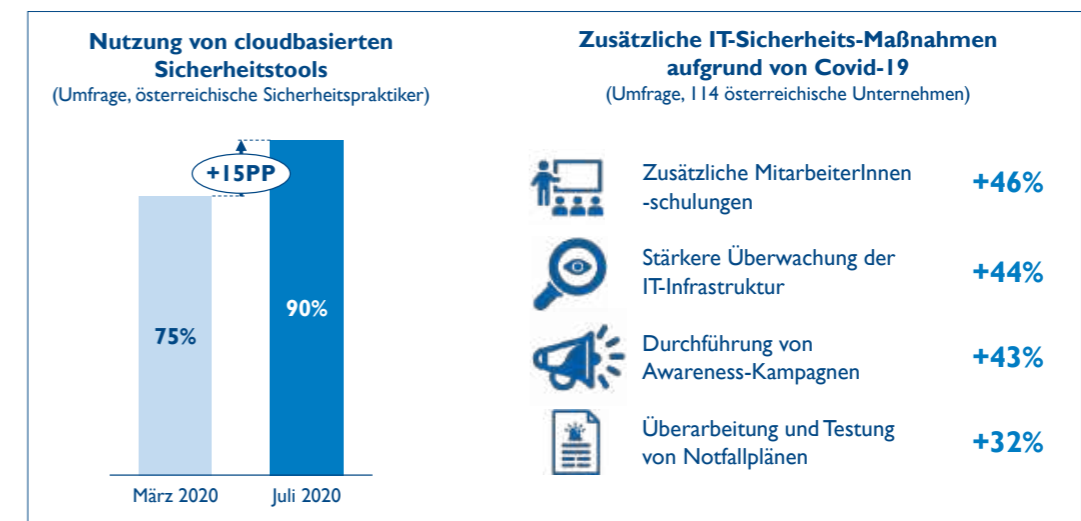 Nutzung von cloudbasierten
Sicherheitstools
(Umfrage, österreichische Sicherheitspraktiker)
+15PP
75%
90%
März 2020
Juli 2020
Zusätzliche IT-Sicherheits-Maßnahmen
aufgrund von Covid-19
(Umfrage, 114 österreichische Unternehmen)
Zusätzliche MitarbeiterInnen
-schulungen
+46%
Stärkere Überwachung der
IT-Infrastruktur
+44%
Durchführung von
Awareness-Kampagnen
+43%
Überarbeitung und Testung
von Notfallplänen
+32%